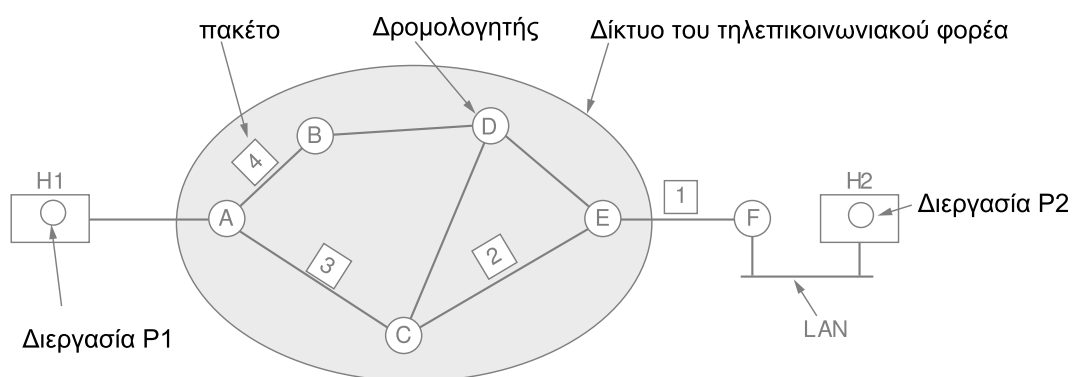 πακέτο
Δρομολογητής
Δίκτυο του τηλεπικοινωνιακού φορέα
B
D
4
H1
1
H2
A
E
F
Διεργασία P2
3
2
C
LAN
Διεργασία P1